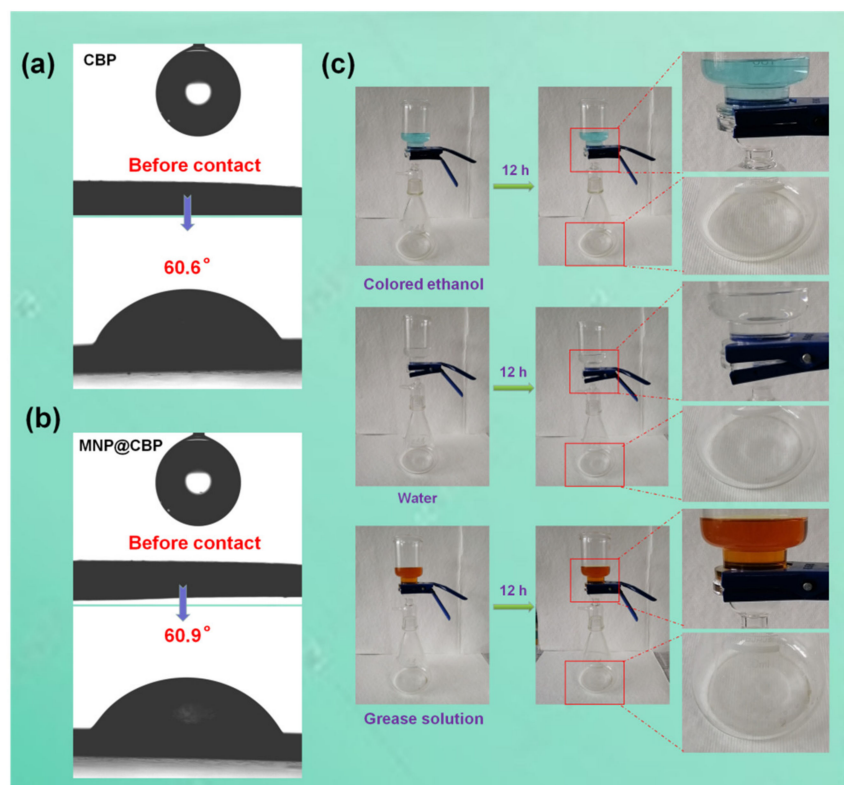 (a)
CBP
Before contact
60.6°
(b)
MNP@CBP
Before contact
60.9°
(c)
12 h
Colored ethanol
12 h
Water
12 h
Grease solution